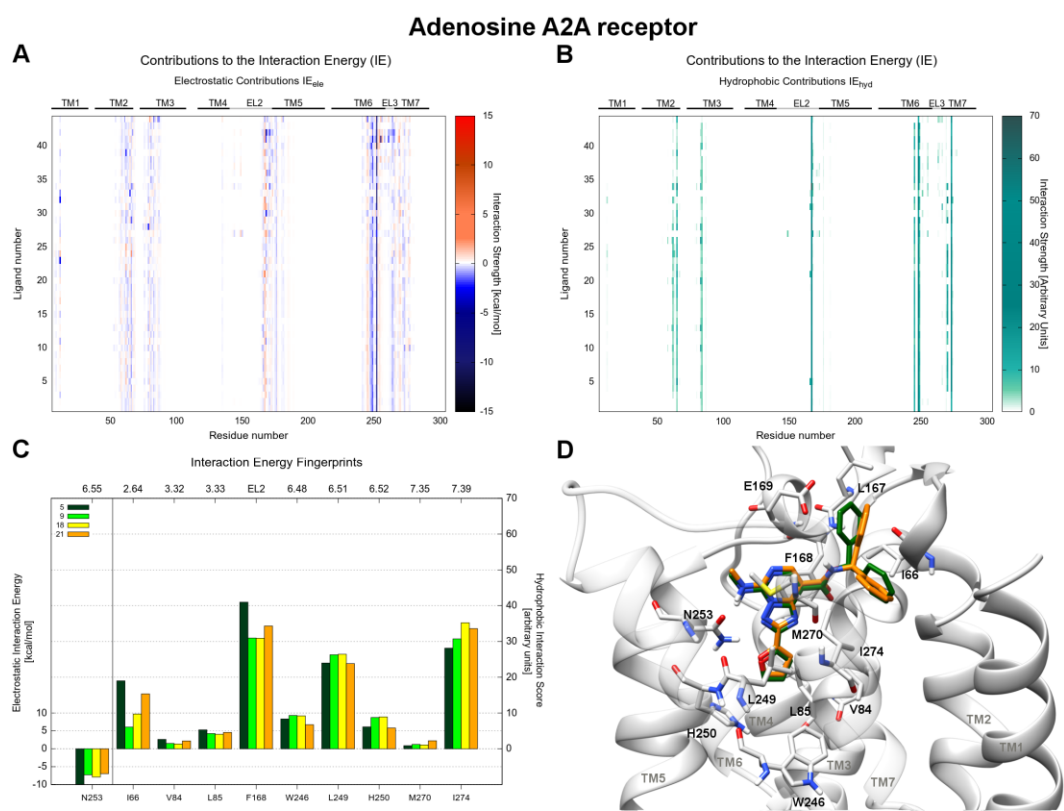 Adenosine A2A receptor
A
Contributions to the Interaction Energy (IE)
Electrostatic Contributions IEele
TM1 TM2 TM3 TM4 EL2 TM5 TM6 EL3 TM7
Ligand number
40
35
30
25
20
15
10
5
50 100 150 200 250 300
Residue number
15
10
5
0
-5
-10
-15
Interaction Strength [kcal/mol]
B
Contributions to the Interaction Energy (IE)
Hydrophobic Contributions IEhyd
TM1 TM2 TM3 TM4 EL2 TM5 TM6 EL3 TM7
Ligand number
40
35
30
25
20
15
10
5
50 100 150 200 250 300
Residue number
70
60
50
40
30
20
10
0
Interaction Strength [Arbitrary Units]
C
Interaction Energy Fingerprints
6.55 2.64 3.32 3.33 EL2 6.48 6.51 6.52 7.35 7.39
5
9
18
21
Electrostatic Interaction Energy
[kcal/mol]
10
5
0
-5
-10
70
60
50
40
30
20
10
0
Hydrophobic Interaction Score
[arbitrary units]
N253 I66 V84 L85 F168 W246 L249 H250 M270 I274
D
E169
L167
F168
I66
N253
M270
I274
L249
L85
V84
TM4
TM2
H250
TM1
TM6
TM3
TM5
TM7
W246